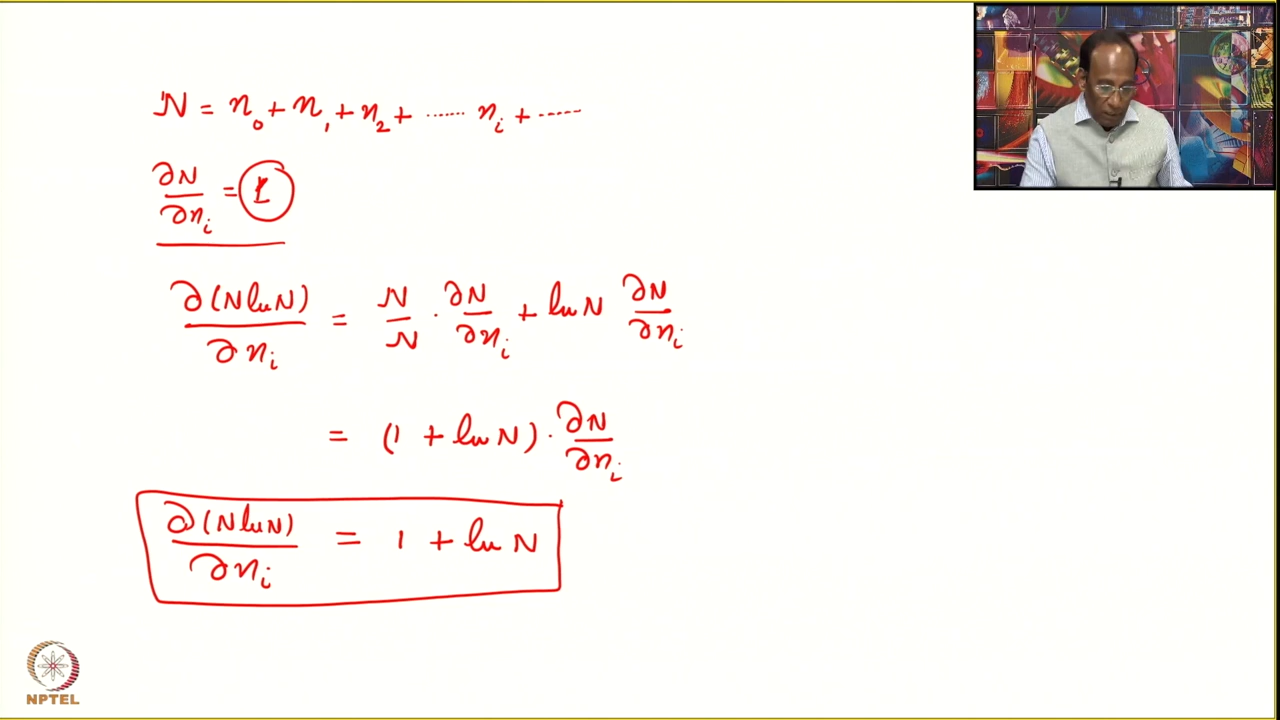 N = n₀ + n₁ + n₂ + ...... nᵢ + ......
∂N/∂nᵢ = 1
∂(N ln N)/∂nᵢ = N/N · ∂N/∂nᵢ + ln N ∂N/∂nᵢ
= (1 + ln N) · ∂N/∂nᵢ
∂(N ln N)/∂nᵢ = 1 + ln N
NPTEL